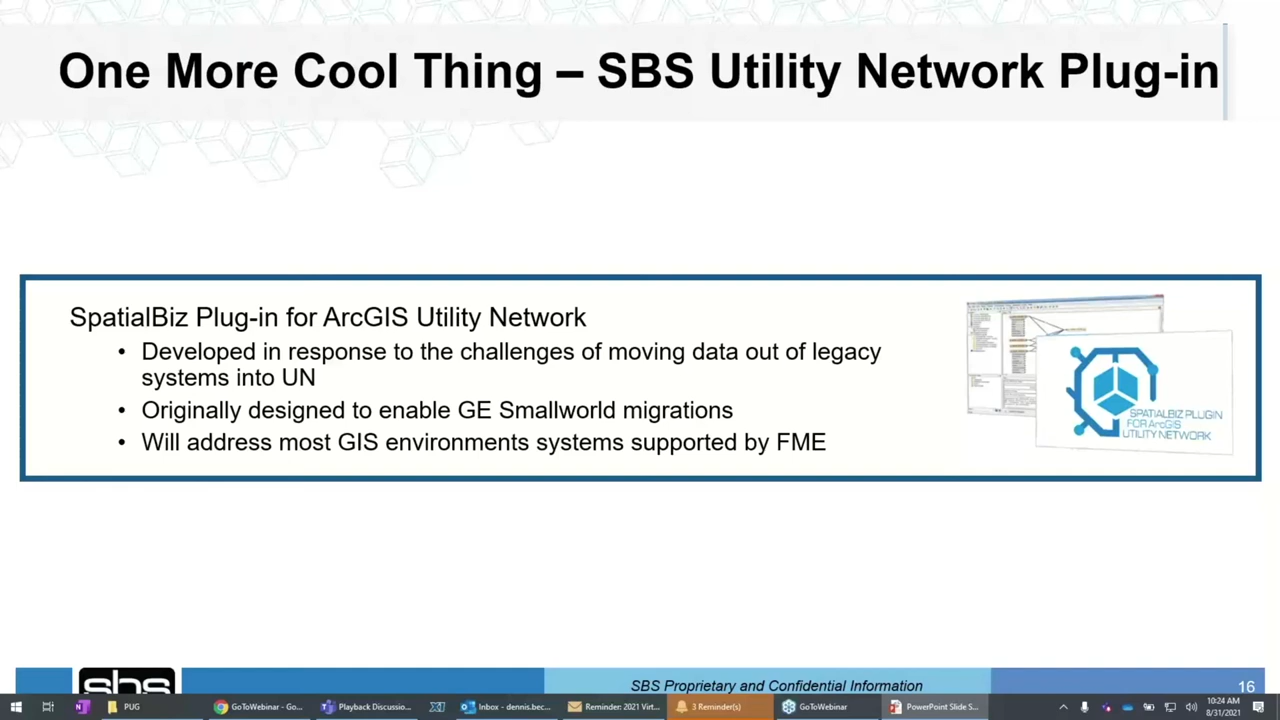 One More Cool Thing – SBS Utility Network Plug-in
SpatialBiz Plug-in for ArcGIS Utility Network
• Developed in response to the challenges of moving data out of legacy
systems into UN
• Originally designed to enable GE Smallworld migrations
• Will address most GIS environments systems supported by FME
SPATIALBIZ PLUGIN
FOR ArcGIS
UTILITY NETWORK
sbs
SBS Proprietary and Confidential Information
16
PUG
GoToWebinar - Go...
Playback Discussio...
Inbox - dennis.bec...
Reminder: 2021 Virt...
3 Reminder(s)
GoToWebinar
PowerPoint Slide S...
10:24 AM
8/31/2021